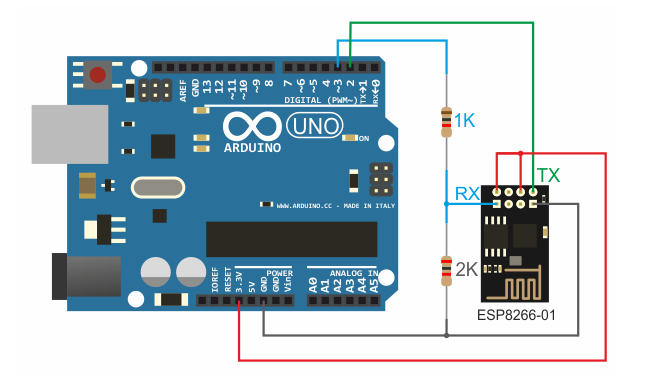 AREF
GND
13
12
~11
~10
~9
8
7
~6
~5
4
~3
2
TX→1
RX←0
DIGITAL (PWM~)
UNO
ARDUINO
ON
1K
TX
RX
WWW.ARDUINO.CC - MADE IN ITALY
2K
POWER
ANALOG IN
IOREF
RESET
3.3V
5V
GND
GND
Vin
A0
A1
A2
A3
A4
A5
ESP8266-01